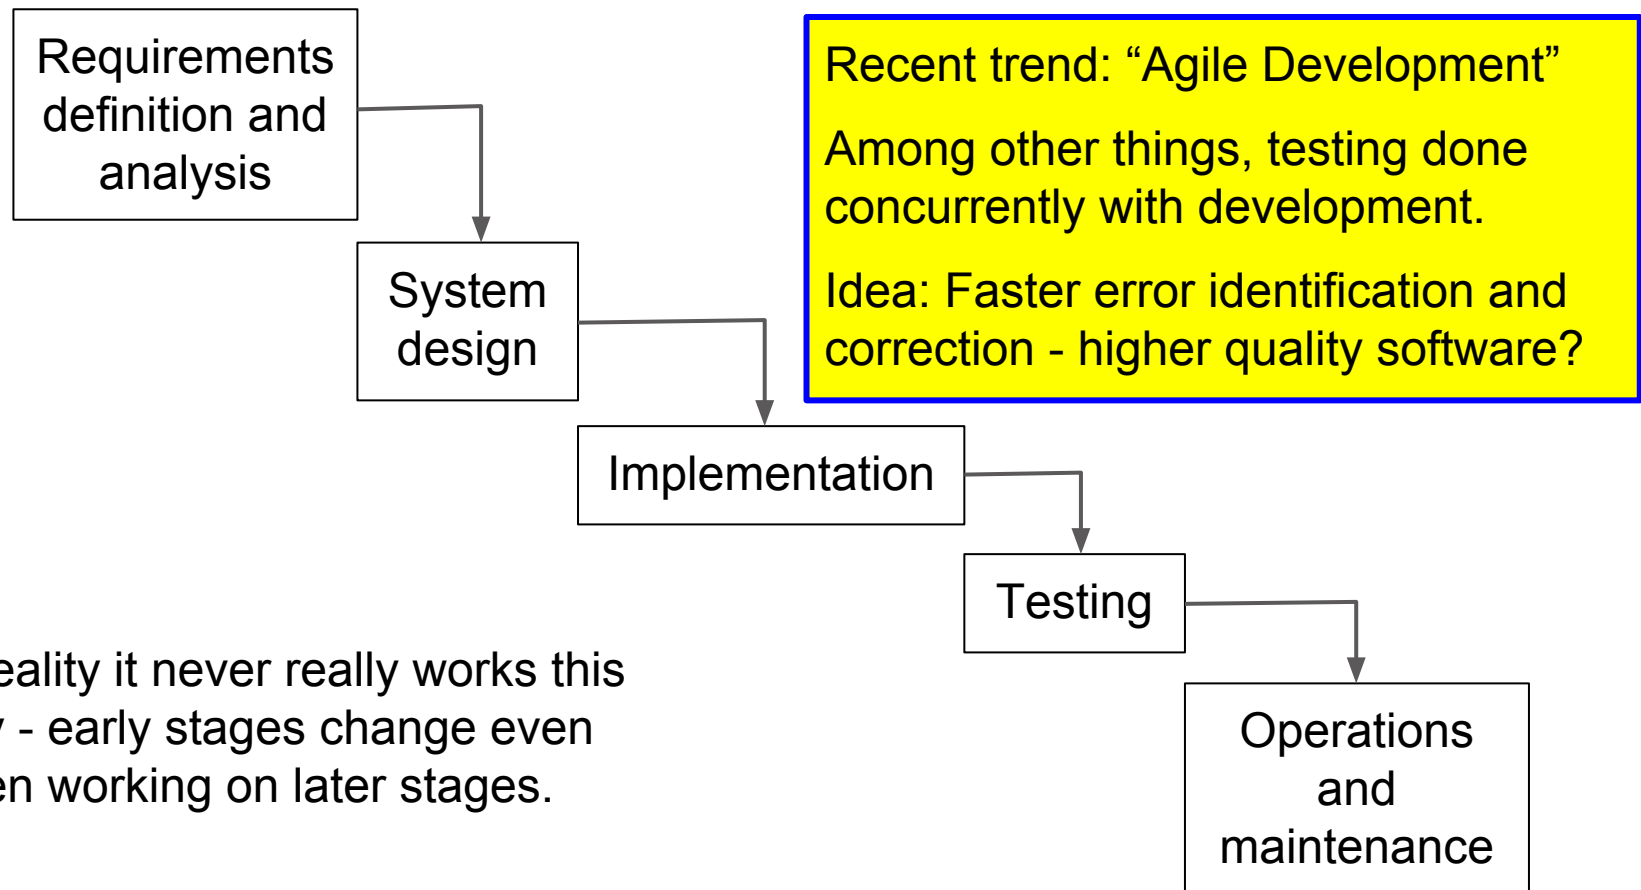 Requirements
definition and
analysis
Recent trend: “Agile Development”
Among other things, testing done
concurrently with development.
Idea: Faster error identification and
correction - higher quality software?
System
design
Implementation
Testing
eality it never really works this
- early stages change even
en working on later stages.
Operations
and
maintenance